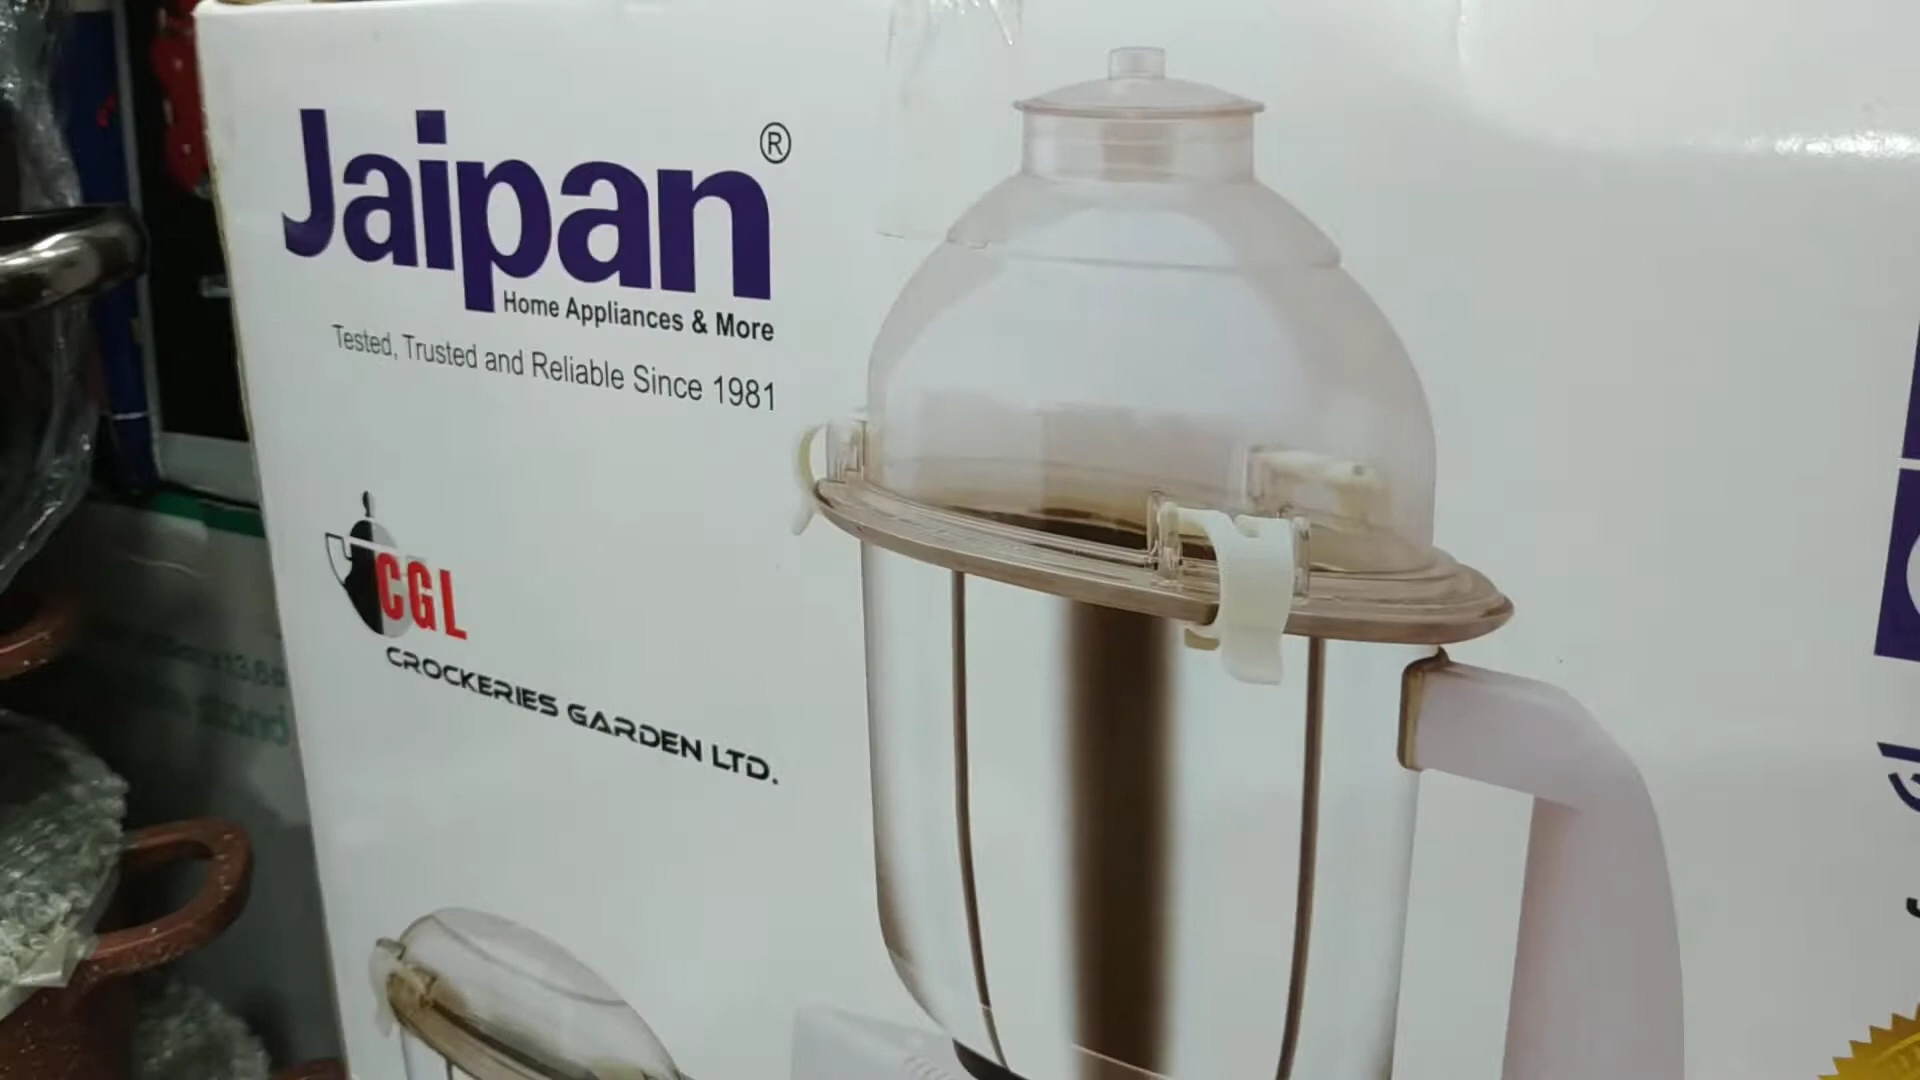 Jaipan®
Home Appliances & More
Tested, Trusted and Reliable Since 1981
CGL
CROCKERIES GARDEN LTD.